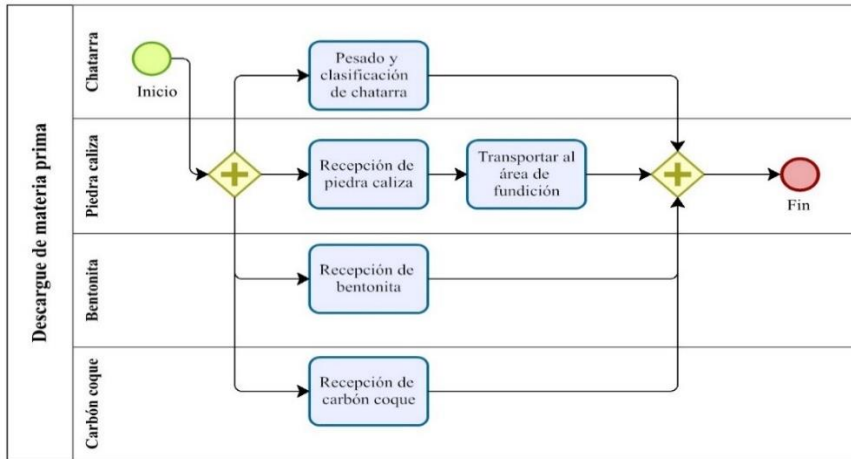 Descargue de materia prima
Chatarra
Inicio
Pesado y
clasificación
de chatarra
Piedra caliza
Recepción de
piedra caliza
Transportar al
área de
fundición
Fin
Bentonita
Recepción de
bentonita
Carbón coque
Recepción de
carbón coque